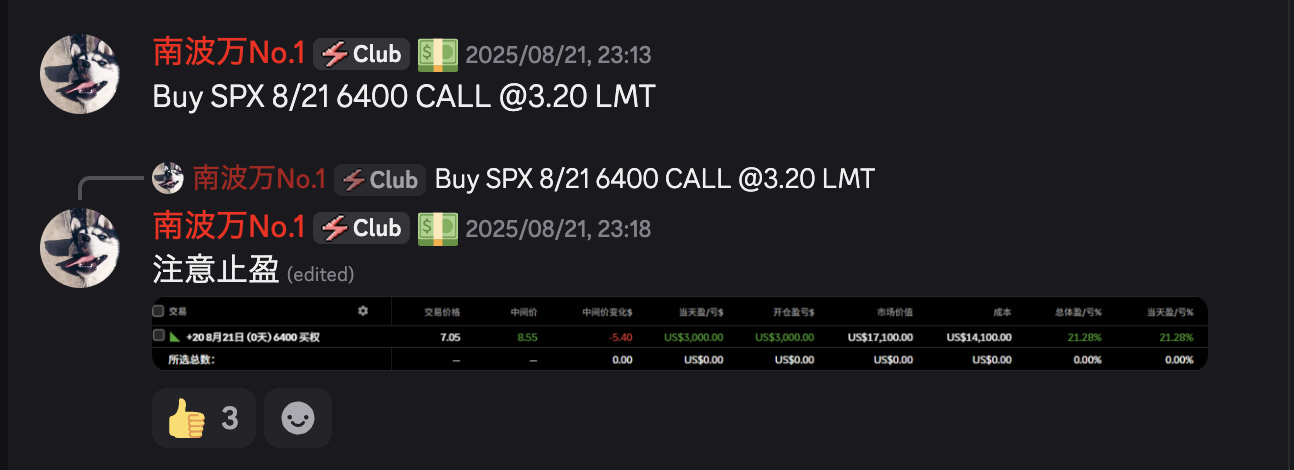 南波万No.1 Club 2025/08/21, 23:13
Buy SPX 8/21 6400 CALL @3.20 LMT
南波万No.1 Club Buy SPX 8/21 6400 CALL @3.20 LMT
南波万No.1 Club 2025/08/21, 23:18
注意止盈 (edited)
交易 交易价格 中间价 中间价变化$ 当天盈/亏$ 开仓盈亏$ 市场价值 成本 总体盈/亏% 当天盈/亏%
+20 8月21日 (0天) 6400 买权 7.05 8.55 -5.40 US$3,000.00 US$3,000.00 US$17,100.00 US$14,100.00 21.28% 21.28%
所选总数: — — 0.00 US$0.00 US$0.00 US$0.00 US$0.00 0.00% 0.00%
3